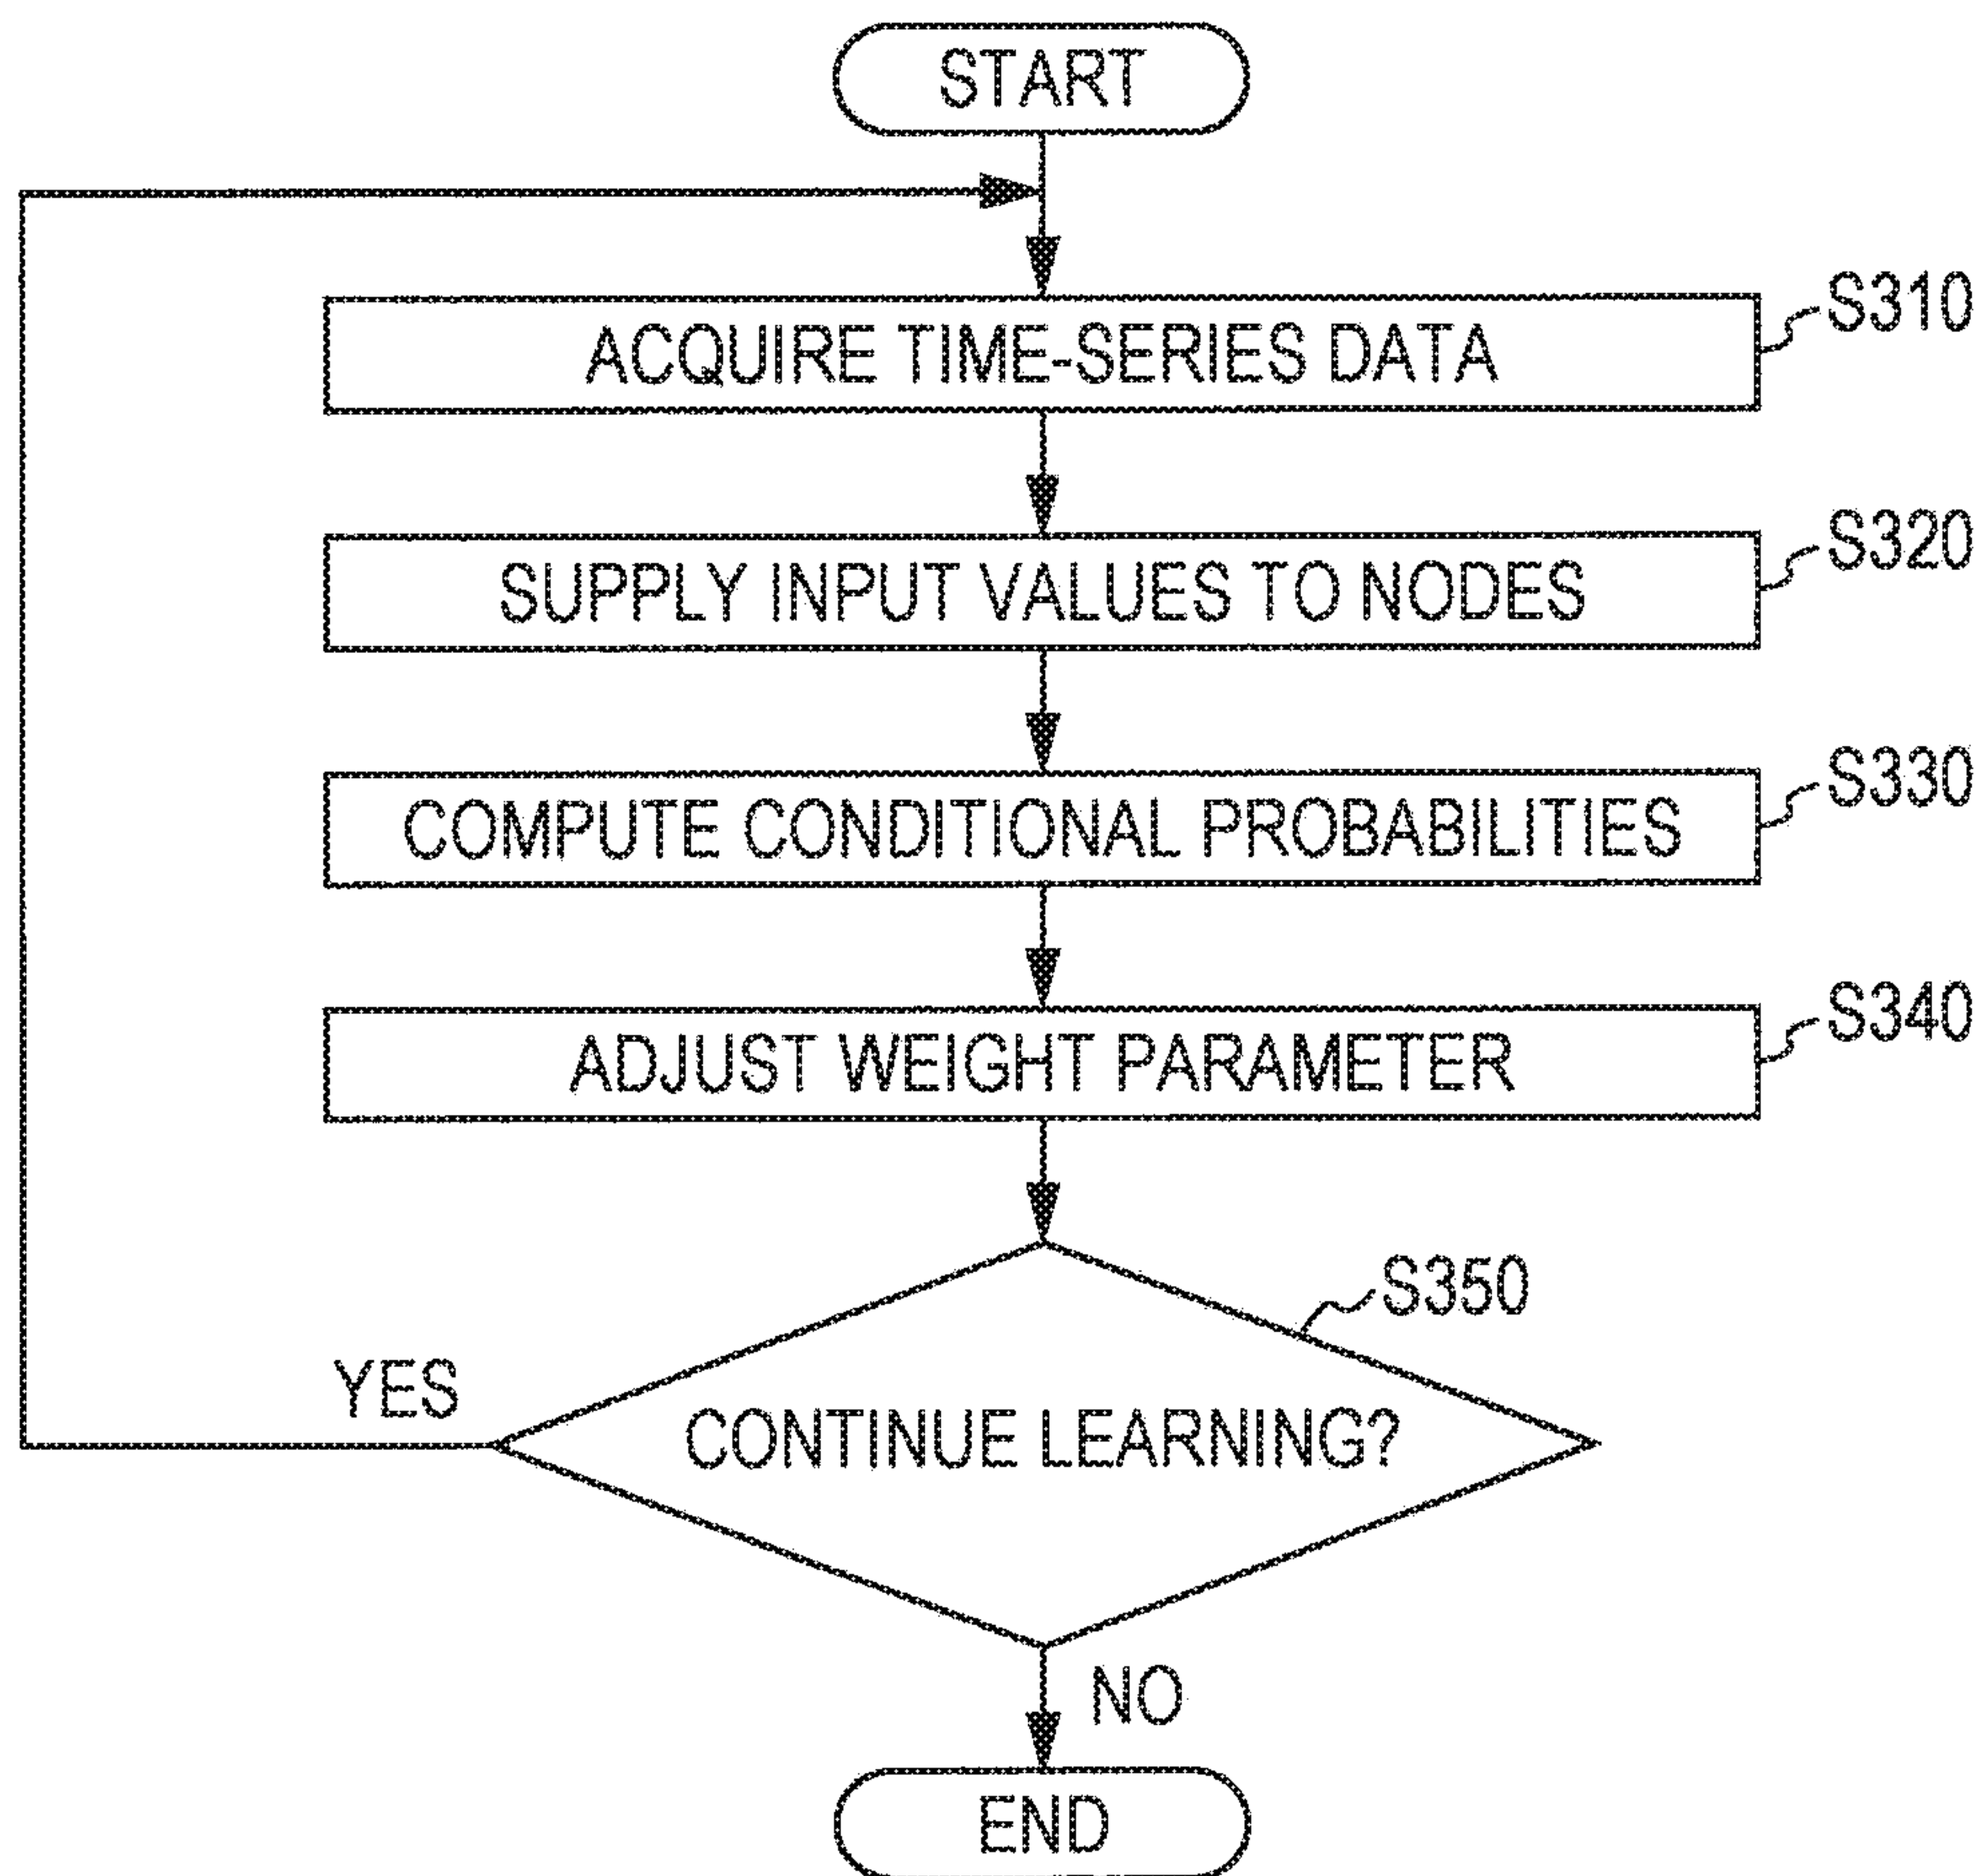 START
ACQUIRE TIME-SERIES DATA
S310
SUPPLY INPUT VALUES TO NODES
S320
COMPUTE CONDITIONAL PROBABILITIES
S330
ADJUST WEIGHT PARAMETER
S340
S350
YES
CONTINUE LEARNING?
NO
END